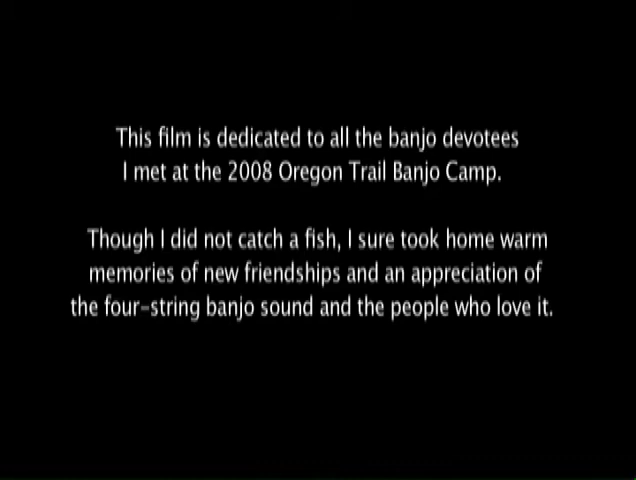 This film is dedicated to all the banjo devotees
I met at the 2008 Oregon Trail Banjo Camp.
Though I did not catch a fish, I sure took home warm
memories of new friendships and an appreciation of
the four-string banjo sound and the people who love it.